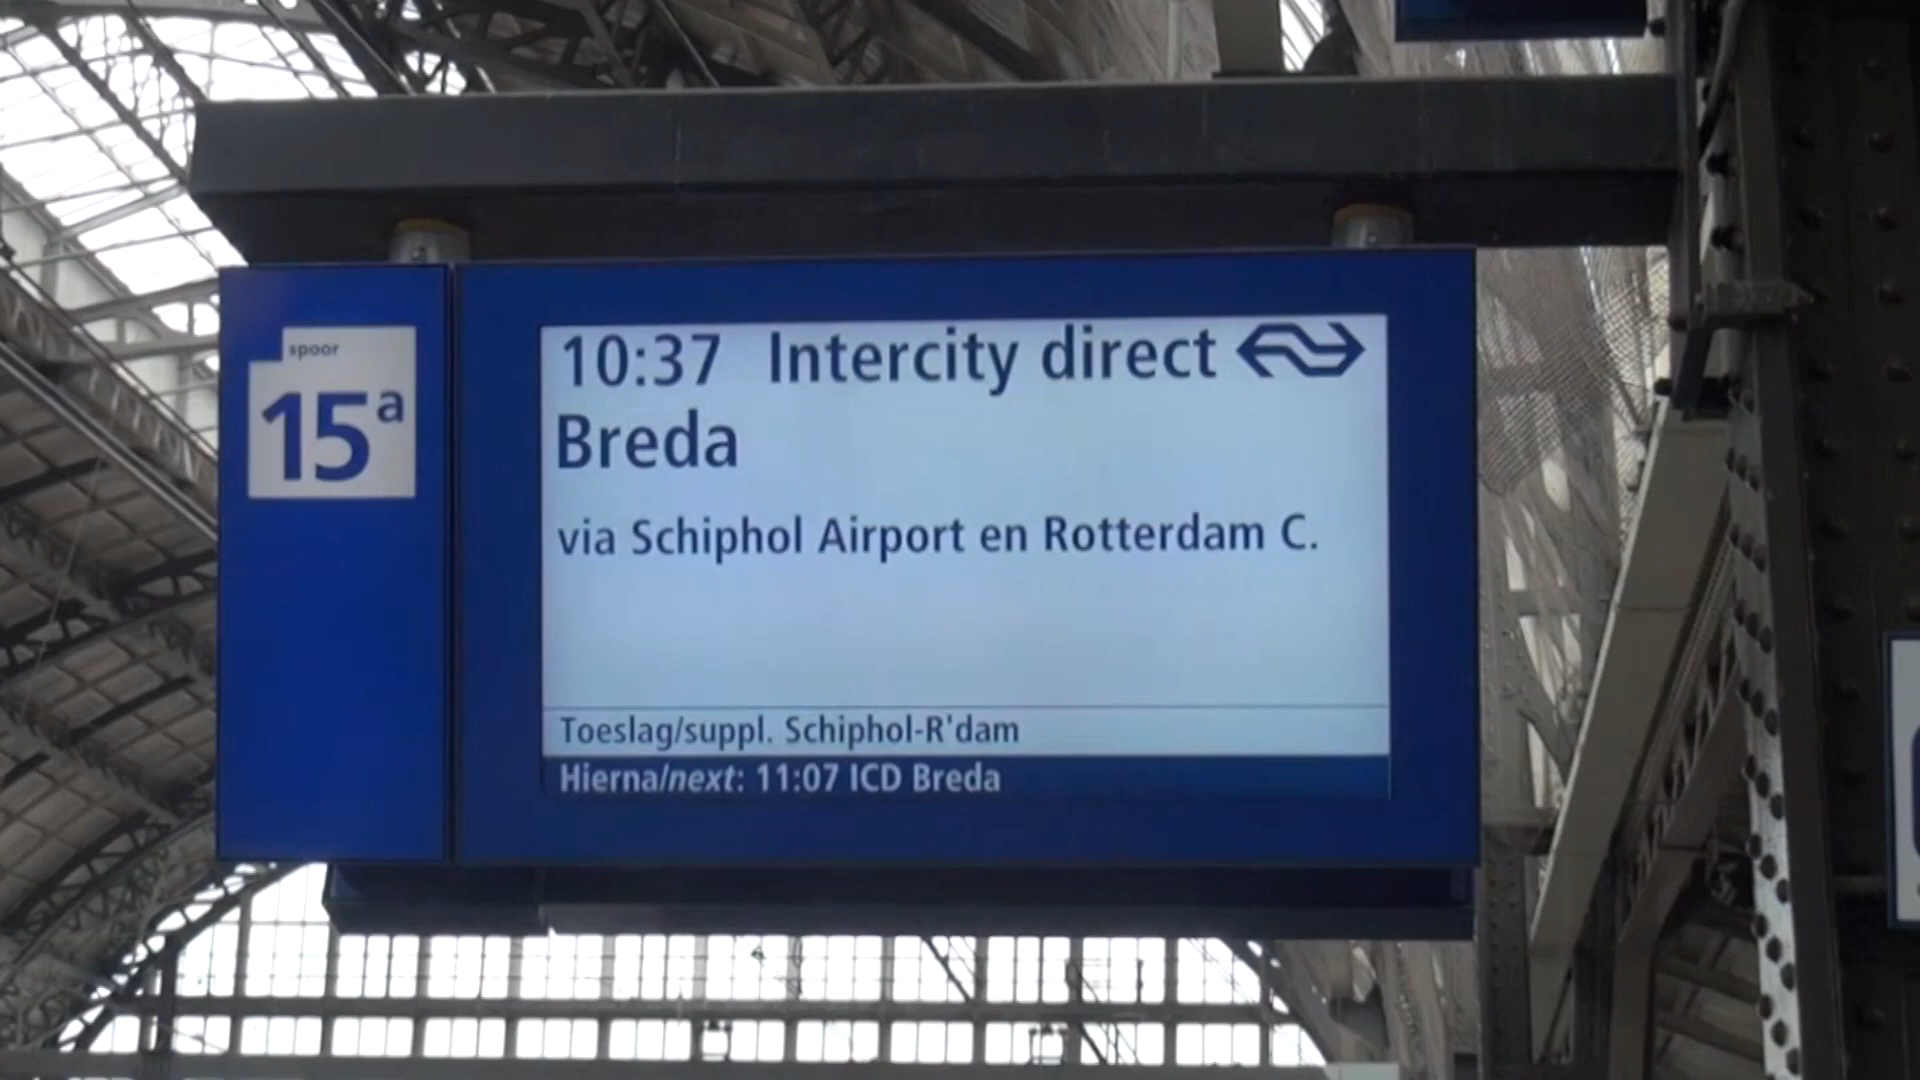 spoor
15a
10:37 Intercity direct
Breda
via Schiphol Airport en Rotterdam C.
Toeslag/suppl. Schiphol-R'dam
Hierna/next: 11:07 ICD Breda